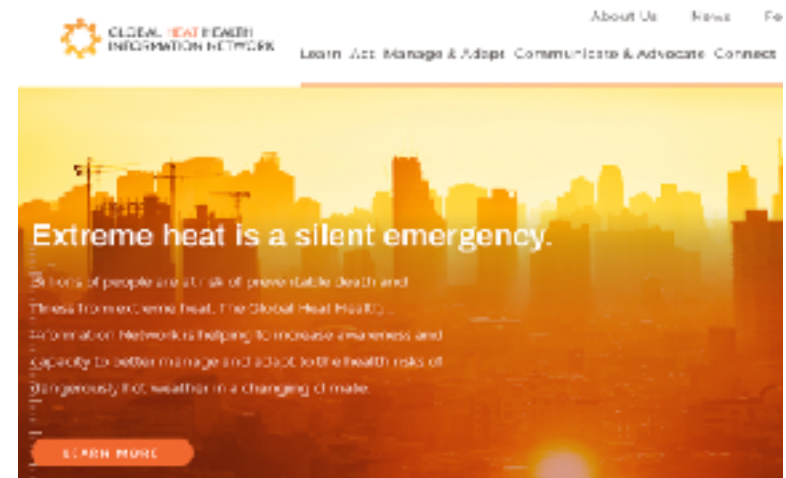 GLOBAL HEAT HEALTH
INFORMATION NETWORK
About Us News Fe
Learn Act Manage & Adapt Communicate & Advocate Connect
Extreme heat is a silent emergency.
Billions of people are at risk of preventable death and
illness from extreme heat. The Global Heat Health
Information Network is helping to increase awareness and
capacity to better manage and adapt to the health risks of
dangerously hot weather in a changing climate.
LEARN MORE